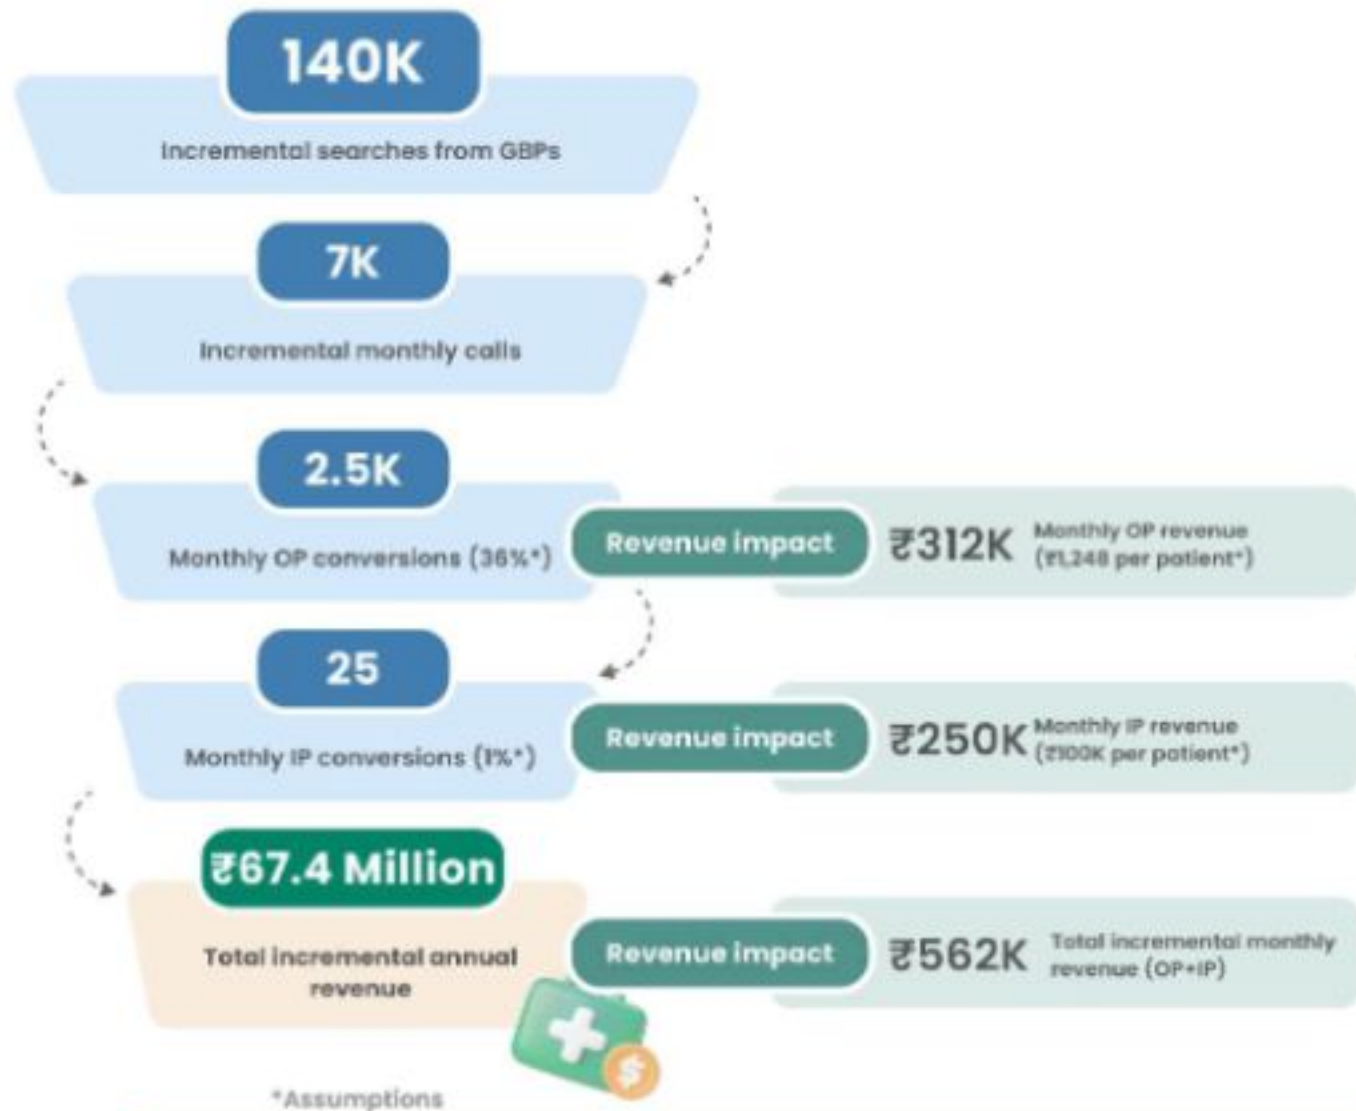 140K
Incremental searches from GBPs
7K
Incremental monthly calls
2.5K
Monthly OP conversions (36%*)
Revenue impact
₹312K
Monthly OP revenue
(₹1,248 per patient*)
25
Monthly IP conversions (1%*)
Revenue impact
₹250K
Monthly IP revenue
(₹100K per patient*)
₹67.4 Million
Total incremental annual
revenue
Revenue impact
₹562K
Total incremental monthly
revenue (OP+IP)
$
*Assumptions